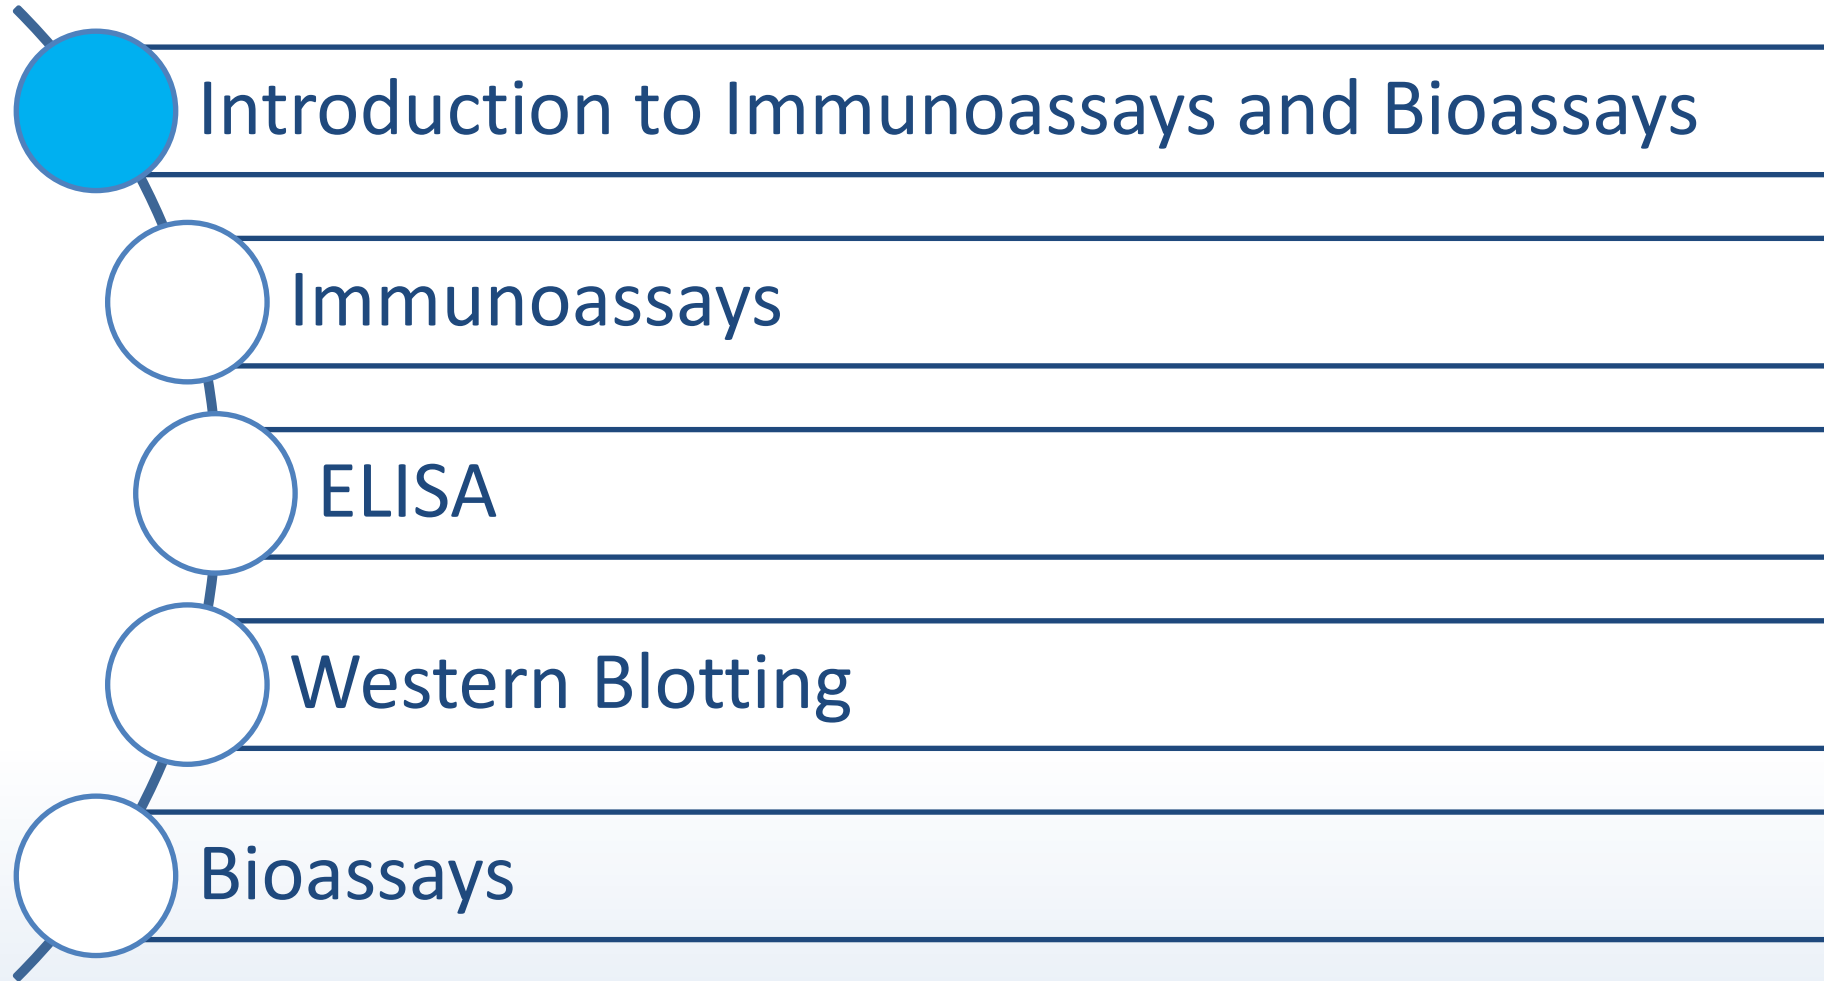 Introduction to Immunoassays and Bioassays
Immunoassays
ELISA
Western Blotting
Bioassays